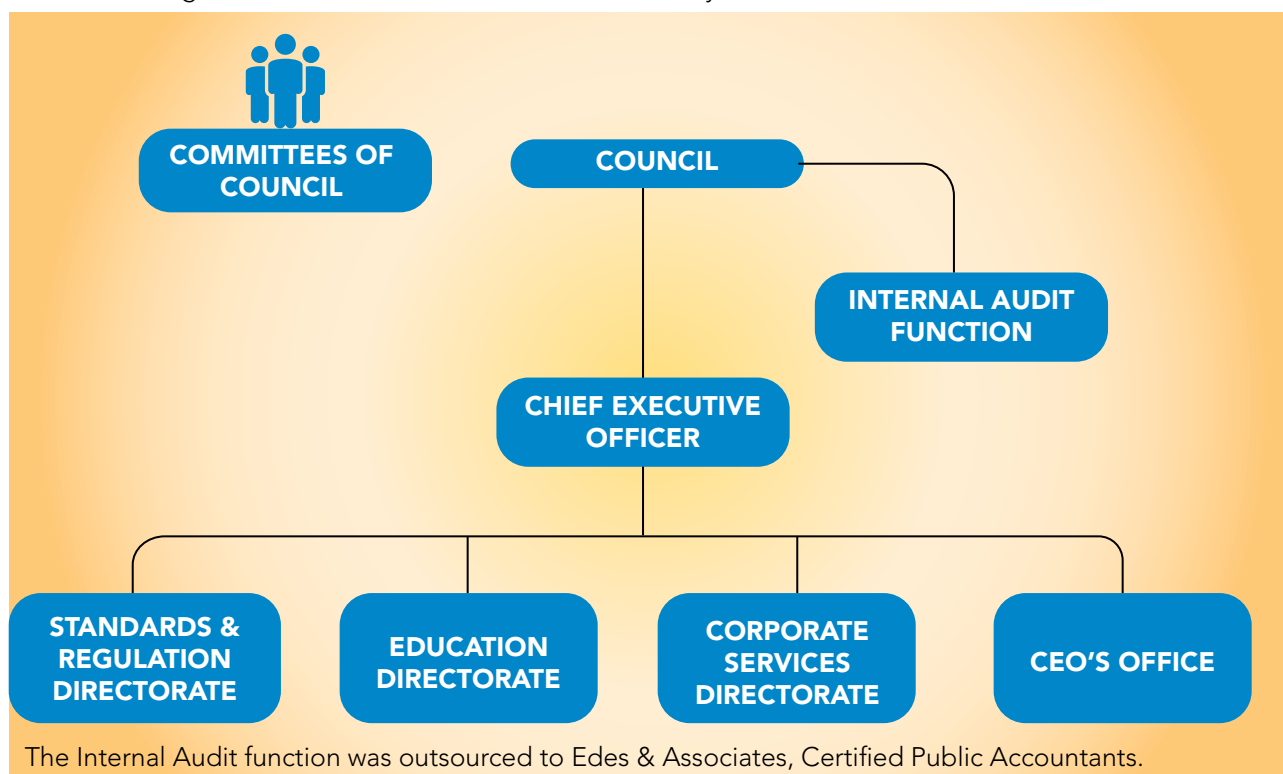 COMMITTEES OF
COUNCIL
COUNCIL
INTERNAL AUDIT
FUNCTION
CHIEF EXECUTIVE
OFFICER
STANDARDS &
REGULATION
DIRECTORATE
EDUCATION
DIRECTORATE
CORPORATE
SERVICES
DIRECTORATE
CEO'S OFFICE
The Internal Audit function was outsourced to Edes & Associates, Certified Public Accountants.